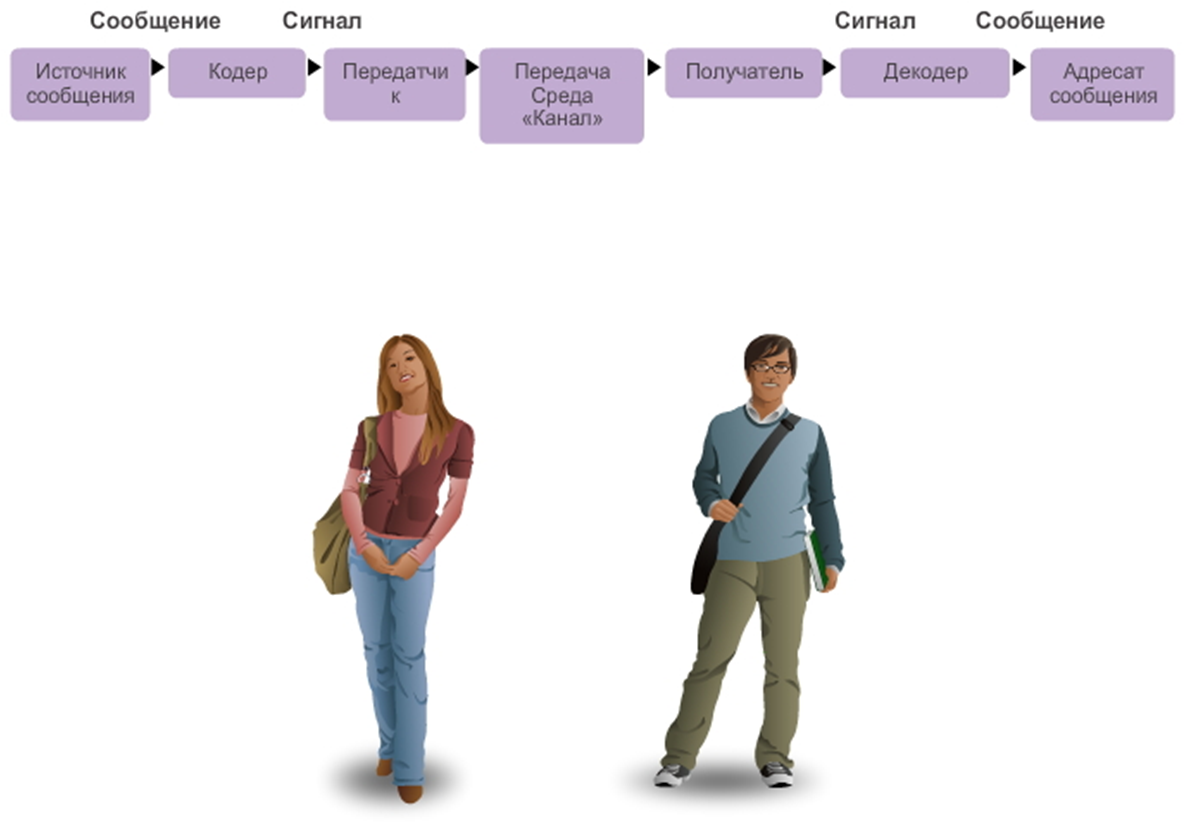 Сообщение
Сигнал
Сигнал
Сообщение
Источник
сообщения
Кодер
Передатчи
к
Передача
Среда
«Канал»
Получатель
Декодер
Адресат
сообщения